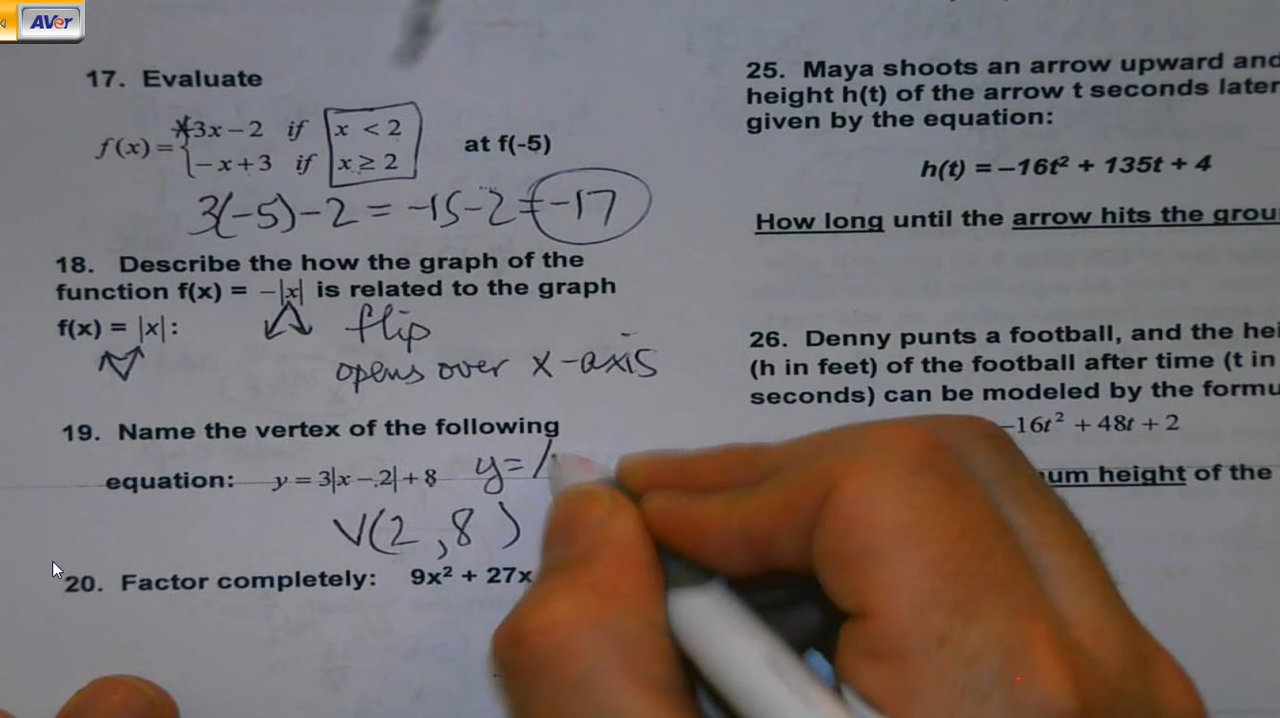 AVer
17. Evaluate
f(x) = { 3x – 2 if x < 2
–x + 3 if x ≥ 2
at f(-5)
3(-5) - 2 = -15 - 2 = -17
18. Describe the how the graph of the
function f(x) = –|x| is related to the graph
f(x) = |x|:
flip
opens over x-axis
19. Name the vertex of the following
equation: y = 3|x – 2| + 8
y =
V(2, 8)
20. Factor completely: 9x² + 27x
25. Maya shoots an arrow upward and
height h(t) of the arrow t seconds later
given by the equation:
h(t) = –16t² + 135t + 4
How long until the arrow hits the grou
26. Denny punts a football, and the hei
(h in feet) of the football after time (t in
seconds) can be modeled by the formu
–16t² + 48t + 2
um height of the